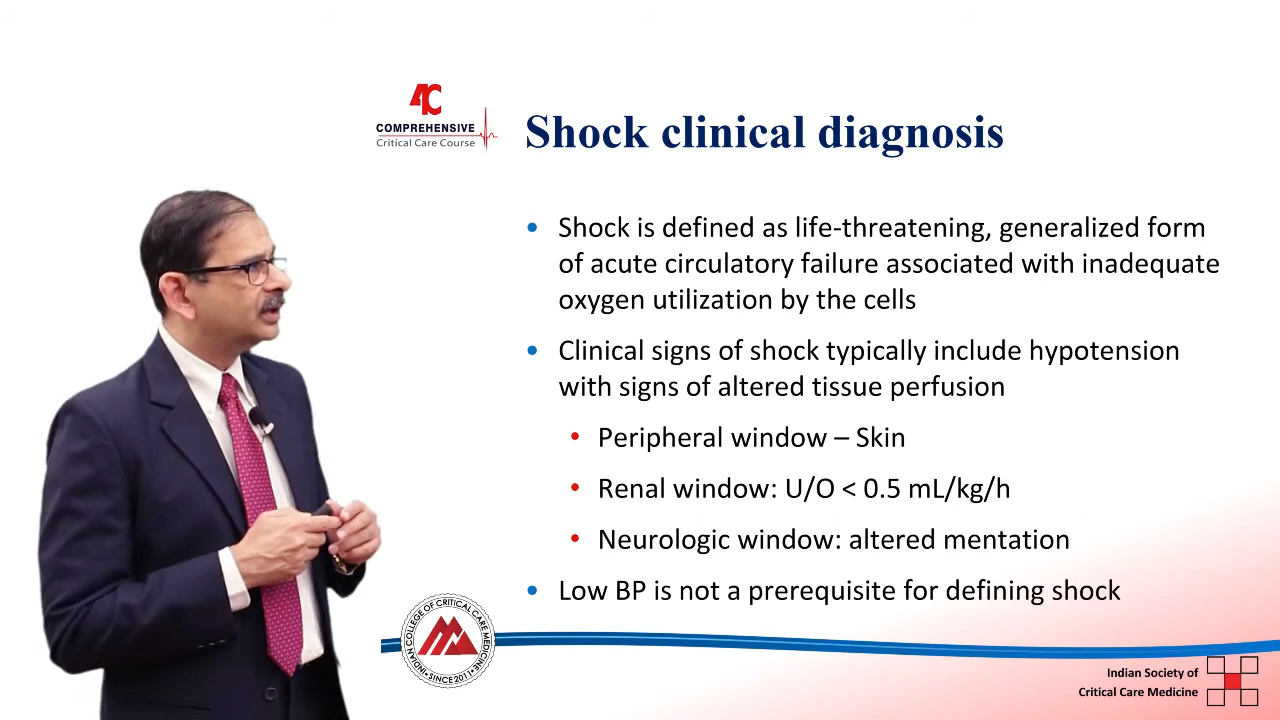 4C
COMPREHENSIVE
Critical Care Course
Shock clinical diagnosis
• Shock is defined as life-threatening, generalized form
of acute circulatory failure associated with inadequate
oxygen utilization by the cells
• Clinical signs of shock typically include hypotension
with signs of altered tissue perfusion
• Peripheral window – Skin
• Renal window: U/O < 0.5 mL/kg/h
• Neurologic window: altered mentation
• Low BP is not a prerequisite for defining shock
INDIAN COLLEGE OF CRITICAL CARE MEDICINE
• SINCE 2011 •
Indian Society of
Critical Care Medicine